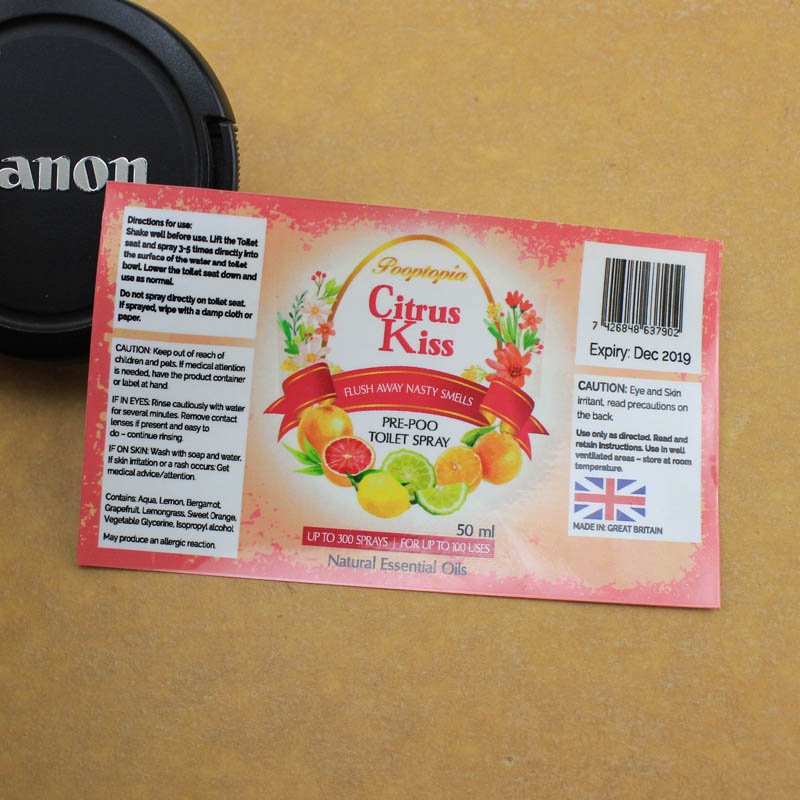 anon
Directions for use:
Shake well before use. Lift the Toilet
seat and spray 3-5 times directly into
the surface of the water and toilet
bowl. Lower the toilet seat down and
use as normal.
Do not spray directly on toilet seat.
If sprayed, wipe with a damp cloth or
paper.
CAUTION: Keep out of reach of
children and pets. If medical attention
is needed, have the product container
or label at hand.
IF IN EYES: Rinse cautiously with water
for several minutes. Remove contact
lenses if present and easy to
do – continue rinsing.
IF ON SKIN: Wash with soap and water.
If skin irritation or a rash occurs: Get
medical advice/attention.
Contains: Aqua, Lemon, Bergamot,
Grapefruit, Lemongrass, Sweet Orange,
Vegetable Glycerine, Isopropyl alcohol
May produce an allergic reaction.
Pooptopia
Citrus
Kiss
FLUSH AWAY NASTY SMELLS
PRE-POO
TOILET SPRAY
50 ml
UP TO 300 SPRAYS | FOR UP TO 100 USES
Natural Essential Oils
7 426848 637902
Expiry: Dec 2019
CAUTION: Eye and Skin
irritant, read precautions on
the back.
Use only as directed. Read and
retain instructions. Use in well
ventilated areas – store at room
temperature.
MADE IN: GREAT BRITAIN